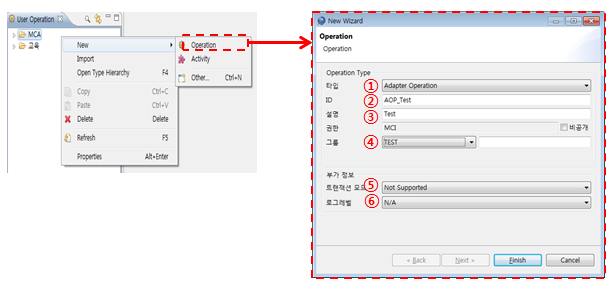 User Operation
MCA
교육
New
Import
Open Type Hierarchy F4
Copy Ctrl+C
Paste Ctrl+V
Delete Delete
Refresh F5
Properties Alt+Enter
Operation
Activity
Other... Ctrl+N
New Wizard
Operation
Operation
Operation Type
타입 ① Adapter Operation
ID ② AOP_Test
설명 ③ Test
권한 MCI 비공개
그룹 ④ TEST
부가 정보
트랜잭션 모드 ⑤ Not Supported
로그레벨 ⑥ N/A
< Back Next > Finish Cancel